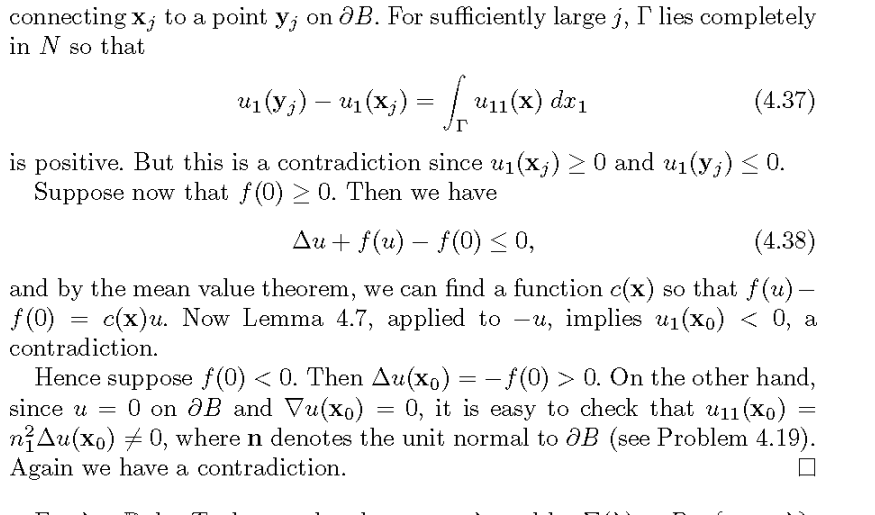 connecting x_j to a point y_j on ∂B. For sufficiently large j, Γ lies completely
in N so that
u_1(y_j) − u_1(x_j) = ∫_Γ u_{11}(x) dx_1 (4.37)
is positive. But this is a contradiction since u_1(x_j) ≥ 0 and u_1(y_j) ≤ 0.
Suppose now that f(0) ≥ 0. Then we have
Δu + f(u) − f(0) ≤ 0, (4.38)
and by the mean value theorem, we can find a function c(x) so that f(u) −
f(0) = c(x)u. Now Lemma 4.7, applied to −u, implies u_1(x_0) < 0, a
contradiction.
Hence suppose f(0) < 0. Then Δu(x_0) = −f(0) > 0. On the other hand,
since u = 0 on ∂B and ∇u(x_0) = 0, it is easy to check that u_{11}(x_0) =
n_1^2Δu(x_0) ≠ 0, where n denotes the unit normal to ∂B (see Problem 4.19).
Again we have a contradiction. □